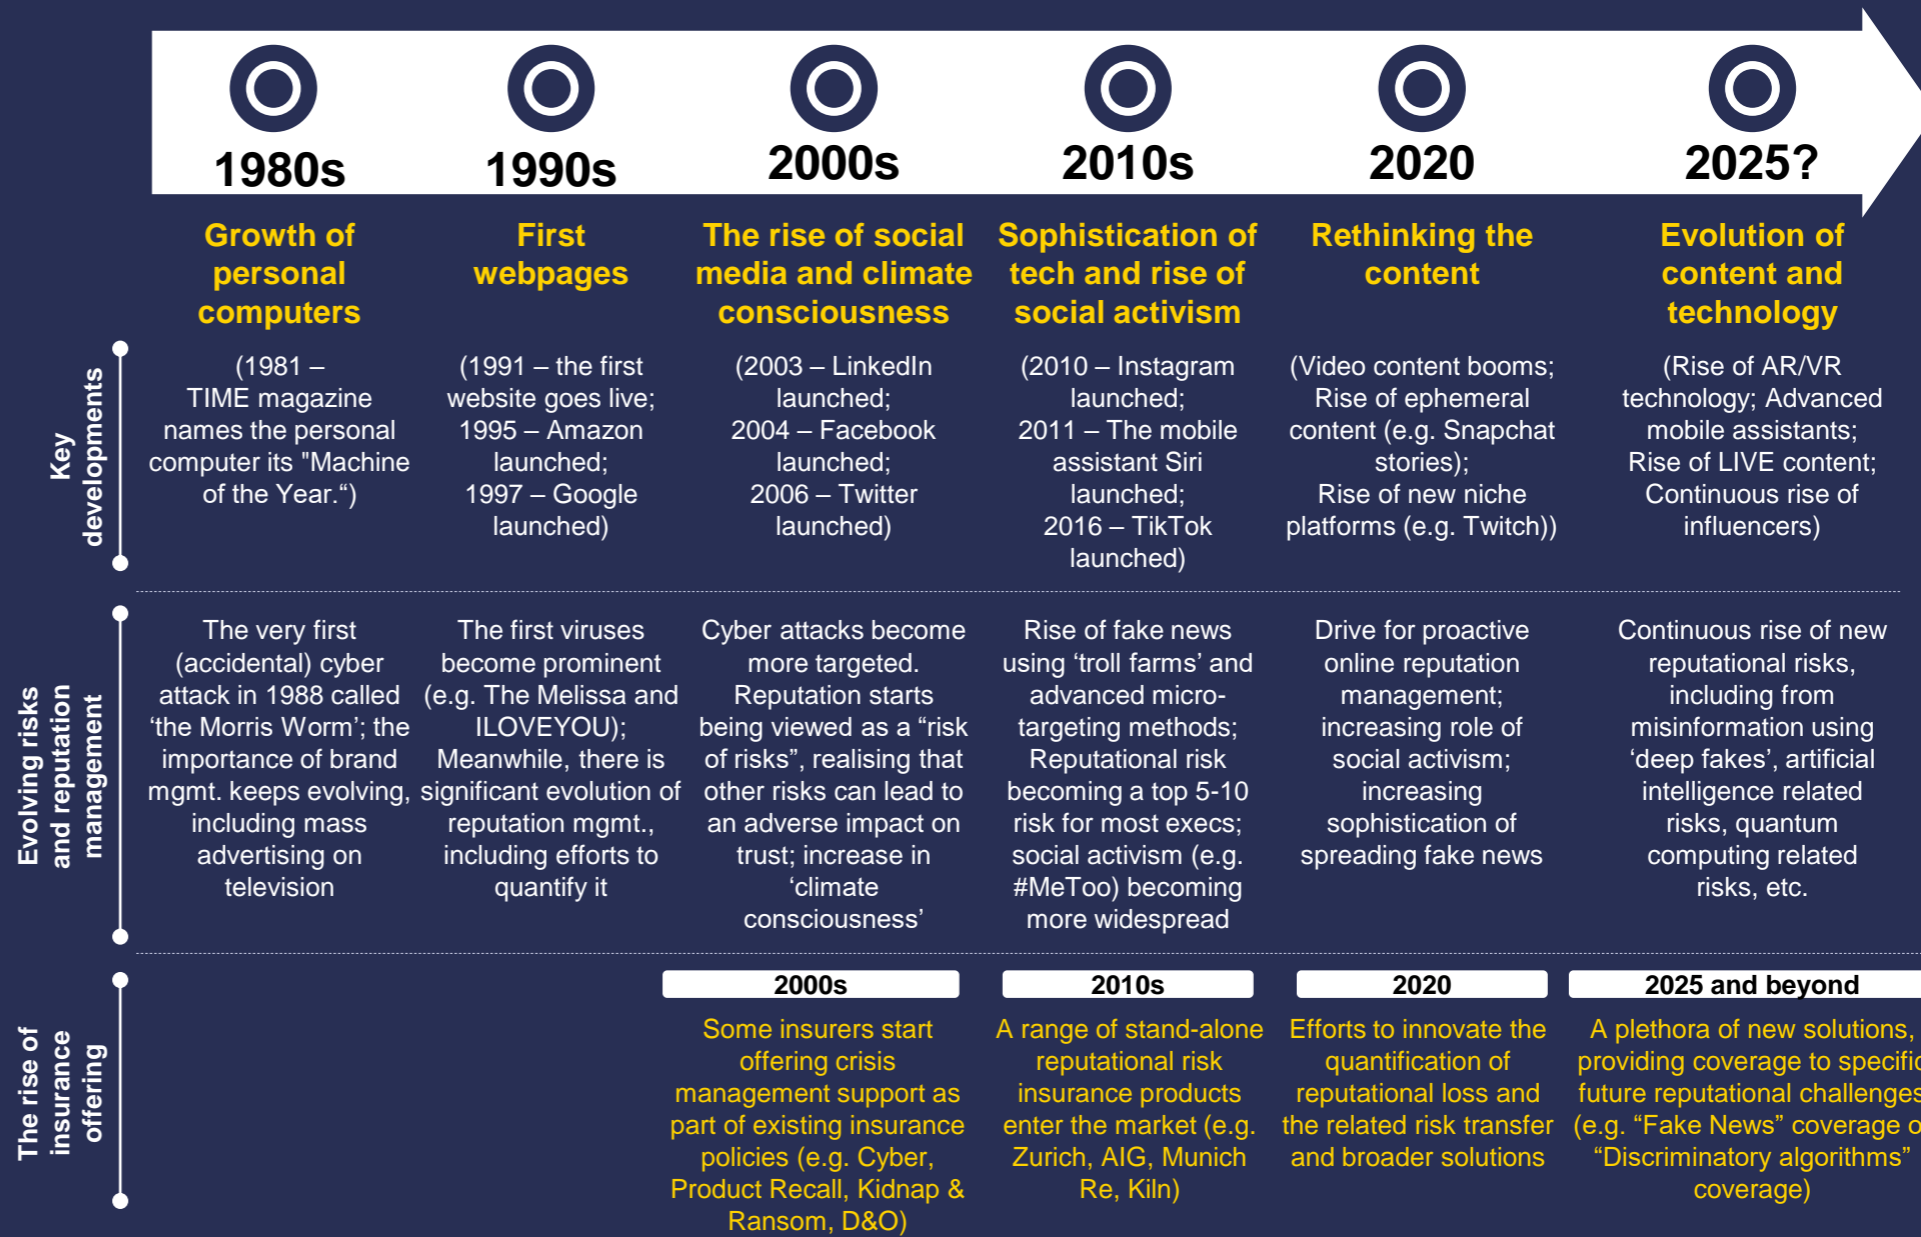 1980s
1990s
2000s
2010s
2020
2025?
Growth of
personal
computers
First
webpages
The rise of social
media and climate
consciousness
Sophistication of
tech and rise of
social activism
Rethinking the
content
Evolution of
content and
technology
Key
developments
(1981 –
TIME magazine
names the personal
computer its "Machine
of the Year.“)
(1991 – the first
website goes live;
1995 – Amazon
launched;
1997 – Google
launched)
(2003 – LinkedIn
launched;
2004 – Facebook
launched;
2006 – Twitter
launched)
(2010 – Instagram
launched;
2011 – The mobile
assistant Siri
launched;
2016 – TikTok
launched)
(Video content booms;
Rise of ephemeral
content (e.g. Snapchat
stories);
Rise of new niche
platforms (e.g. Twitch))
(Rise of AR/VR
technology; Advanced
mobile assistants;
Rise of LIVE content;
Continuous rise of
influencers)
Evolving risks
and reputation
management
The very first
(accidental) cyber
attack in 1988 called
‘the Morris Worm’; the
importance of brand
mgmt. keeps evolving,
including mass
advertising on
television
The first viruses
become prominent
(e.g. The Melissa and
ILOVEYOU);
Meanwhile, there is
significant evolution of
reputation mgmt.,
including efforts to
quantify it
Cyber attacks become
more targeted.
Reputation starts
being viewed as a “risk
of risks”, realising that
other risks can lead to
an adverse impact on
trust; increase in
‘climate
consciousness’
Rise of fake news
using ‘troll farms’ and
advanced micro-
targeting methods;
Reputational risk
becoming a top 5-10
risk for most execs;
social activism (e.g.
#MeToo) becoming
more widespread
Drive for proactive
online reputation
management;
increasing role of
social activism;
increasing
sophistication of
spreading fake news
Continuous rise of new
reputational risks,
including from
misinformation using
‘deep fakes’, artificial
intelligence related
risks, quantum
computing related
risks, etc.
The rise of
insurance
offering
2000s
Some insurers start
offering crisis
management support as
part of existing insurance
policies (e.g. Cyber,
Product Recall, Kidnap &
Ransom, D&O)
2010s
A range of stand-alone
reputational risk
insurance products
enter the market (e.g.
Zurich, AIG, Munich
Re, Kiln)
2020
Efforts to innovate the
quantification of
reputational loss and
the related risk transfer
and broader solutions
2025 and beyond
A plethora of new solutions,
providing coverage to specific
future reputational challenges
(e.g. “Fake News” coverage
“Discriminatory algorithms”
coverage)